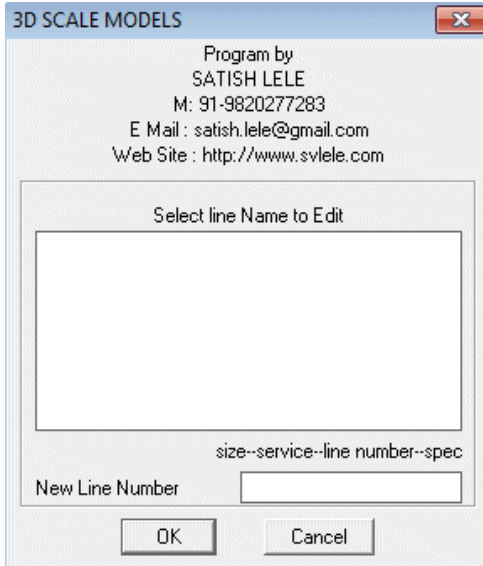 3D SCALE MODELS
Program by
SATISH LELE
M: 91-9820277283
E Mail : satish.lele@gmail.com
Web Site : http://www.svlele.com
Select line Name to Edit
size--service--line number--spec
New Line Number
OK
Cancel